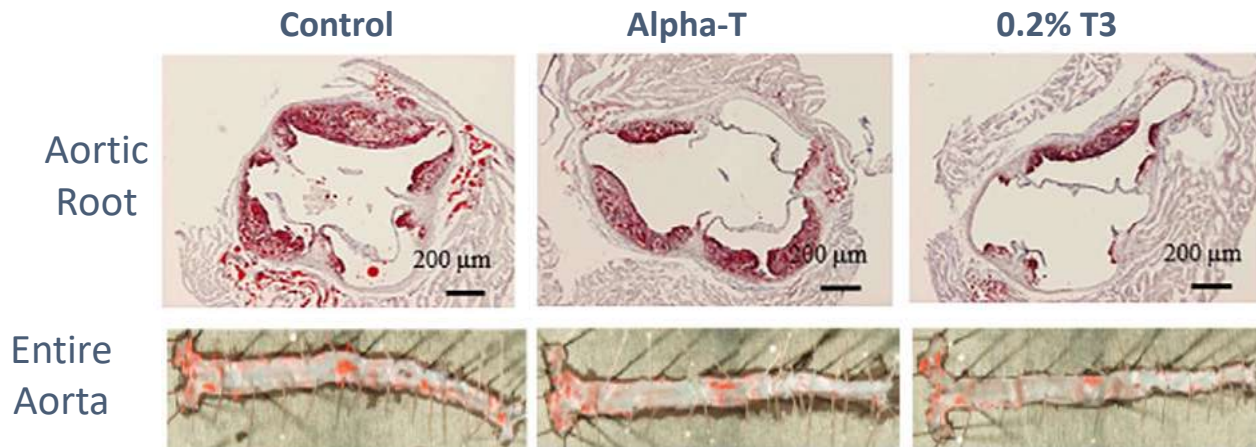 Control
Alpha-T
0.2% T3
Aortic
Root
200 μm
200 μm
200 μm
Entire
Aorta